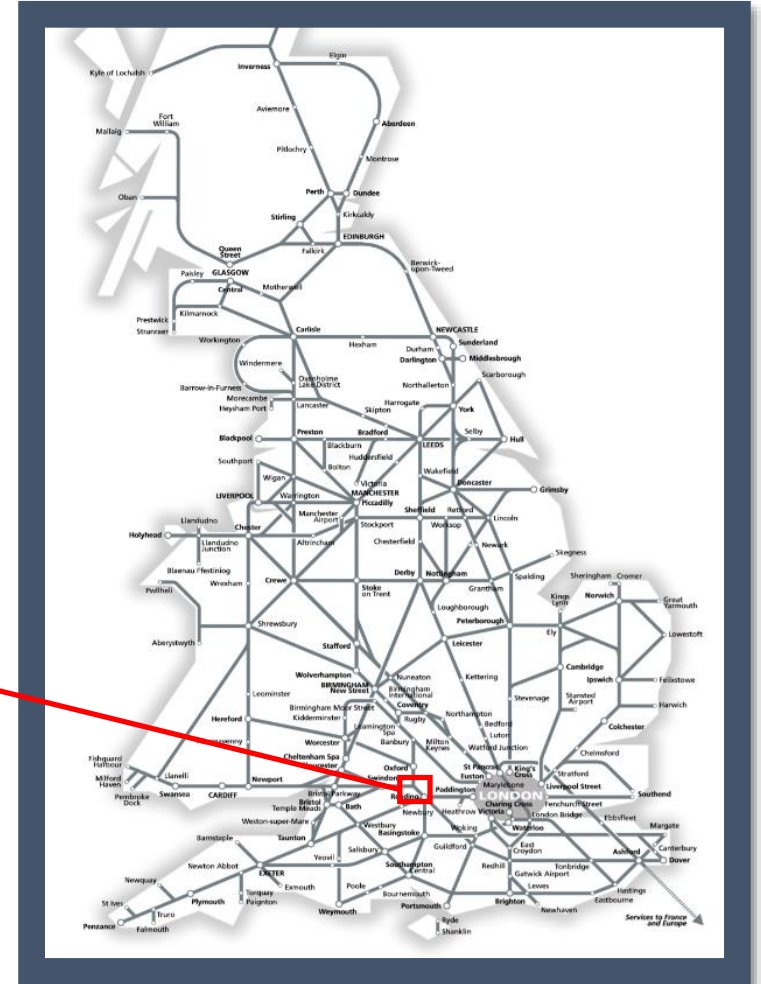 Elgin
Inverness
Kyle of Lochalsh
Aviemore
Fort
William
Aberdeen
Mallaig
Pitlochry
Montrose
Perth
Dundee
Oban
Kirkcaldy
Stirling
EDINBURGH
Queen
Street
Falkirk
Berwick-
upon-Tweed
Paisley
GLASGOW
Central
Motherwell
Prestwick
Kilmarnock
Stranraer
Carlisle
NEWCASTLE
Workington
Hexham
Sunderland
Durham
Darlington
Middlesbrough
Windermere
Scarborough
Oxenholme
Lake District
Barrow-in-Furness
Northallerton
Morecambe
Lancaster
Harrogate
Heysham Port
Skipton
York
Blackpool
Preston
Bradford
Selby
Blackburn
LEEDS
Hull
Huddersfield
Southport
Bolton
Wakefield
Wigan
Victoria
Doncaster
MANCHESTER
Grimsby
LIVERPOOL
Warrington
Piccadilly
Manchester
Airport
Sheffield
Retford
Llandudno
Lincoln
Chester
Stockport
Worksop
Holyhead
Llandudno
Junction
Altrincham
Chesterfield
Newark
Skegness
Blaenau Ffestiniog
Derby
Nottingham
Spalding
Sheringham
Cromer
Pwllheli
Wrexham
Crewe
Stoke
on Trent
Grantham
Kings
Lynn
Norwich
Great
Yarmouth
Loughborough
Peterborough
Shrewsbury
Ely
Lowestoft
Aberystwyth
Stafford
Leicester
Cambridge
Wolverhampton
BIRMINGHAM
New Street
Nuneaton
Kettering
Ipswich
Felixstowe
Birmingham
International
Leominster
Stevenage
Stansted
Airport
Birmingham Moor Street
Coventry
Harwich
Kidderminster
Rugby
Northampton
Hereford
Leamington
Spa
Bedford
Colchester
Worcester
Banbury
Milton
Keynes
Luton
Watford Junction
Chelmsford
Cheltenham Spa
Fishguard
Harbour
Oxford
St Pancras
King's
Cross
Swindon
Euston
Stratford
Milford
Haven
Llanelli
Newport
Marylebone
Liverpool Street
Paddington
Pembroke
Dock
Swansea
CARDIFF
Bristol Parkway
LONDON
Southend
Bristol
Temple Meads
Bath
Charing Cross
Fenchurch Street
Newbury
Heathrow
Victoria
London Bridge
Ebbsfleet
Weston-super-Mare
Westbury
Waterloo
Margate
Barnstaple
Taunton
Basingstoke
Woking
East
Croydon
Canterbury
Salisbury
Guildford
Ashford
Newton Abbot
Yeovil
Southampton
Central
Redhill
Tonbridge
Dover
EXETER
Gatwick Airport
Newquay
Exmouth
Poole
Lewes
Hastings
Torquay
Bournemouth
Eastbourne
St Ives
Plymouth
Paignton
Portsmouth
Brighton
Newhaven
Truro
Weymouth
Ryde
Services to France
and Europe
Penzance
Falmouth
Shanklin